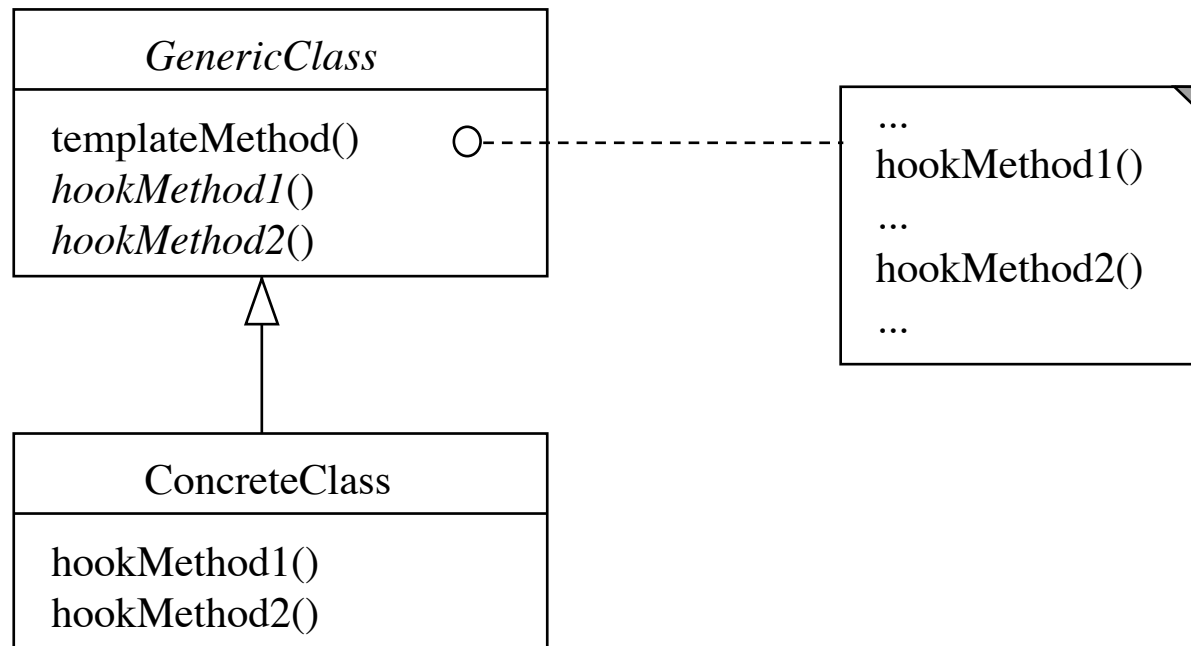 GenericClass
templateMethod()
hookMethod1()
hookMethod2()
...
hookMethod1()
...
hookMethod2()
...
ConcreteClass
hookMethod1()
hookMethod2()